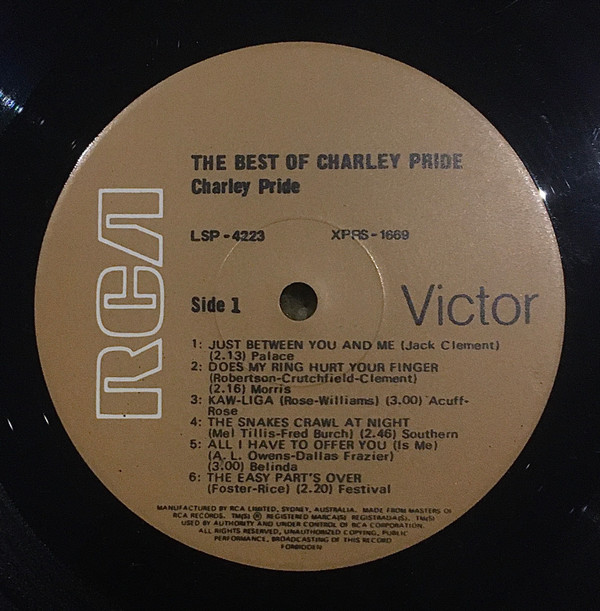 THE BEST OF CHARLEY PRIDE
Charley Pride
LSP-4223 XPRS-1669
RCA
Side 1
Victor
1: JUST BETWEEN YOU AND ME (Jack Clement)
(2.13) Palace
2: DOES MY RING HURT YOUR FINGER
(Robertson-Crutchfield-Clement)
(2.16) Morris
3: KAW-LIGA (Rose-Williams) (3.00) Acuff-
Rose
4: THE SNAKES CRAWL AT NIGHT
(Mel Tillis-Fred Burch) (2.46) Southern
5: ALL I HAVE TO OFFER YOU (Is Me)
(A. L. Owens-Dallas Frazier)
(3.00) Belinda
6: THE EASY PART'S OVER
(Foster-Rice) (2.20) Festival
MANUFACTURED BY RCA LIMITED, SYDNEY, AUSTRALIA. MADE FROM MASTERS OF
RCA RECORDS. TM(S) ® REGISTERED MARCA(S) REGISTRADA(S). TM(S)
USED BY AUTHORITY AND UNDER CONTROL OF RCA CORPORATION.
ALL RIGHTS RESERVED, UNAUTHORIZED COPYING, PUBLIC
PERFORMANCE, BROADCASTING OF THIS RECORD
FORBIDDEN